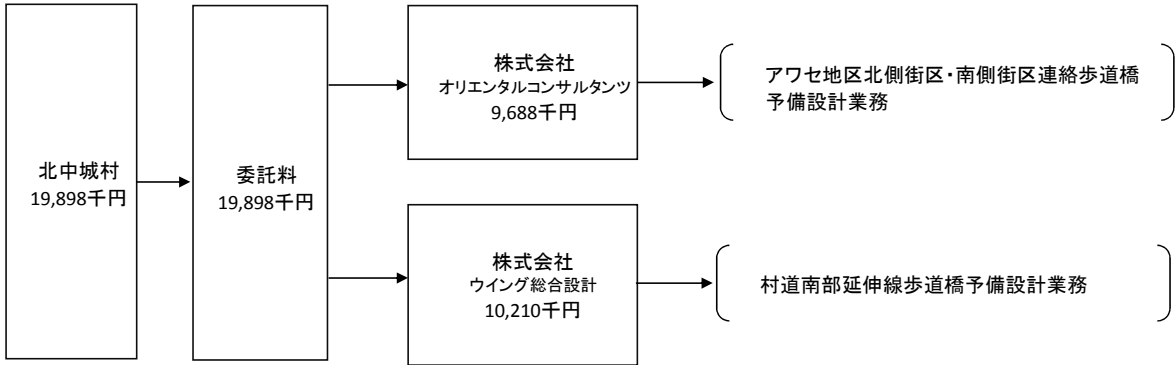 北中城村
19,898千円
委託料
19,898千円
株式会社
オリエンタルコンサルタンツ
9,688千円
アワセ地区北側街区・南側街区連絡歩道橋
予備設計業務
株式会社
ウイング総合設計
10,210千円
村道南部延伸線歩道橋予備設計業務